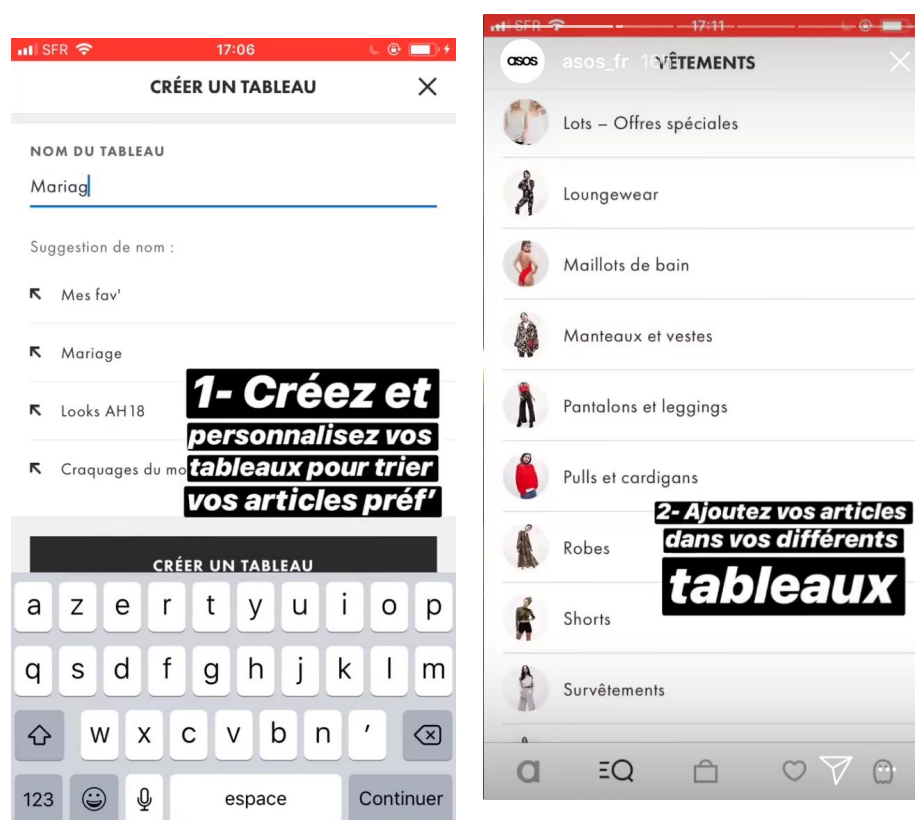 SFR 17:06
CRÉER UN TABLEAU
NOM DU TABLEAU
Mariag
Suggestion de nom :
Mes fav'
Mariage
Looks AH18
Craquages du mo
1- Créez et
personnalisez vos
tableaux pour trier
vos articles préf'
CRÉER UN TABLEAU
a z e r t y u i o p
q s d f g h j k l m
w x c v b n '
123 espace Continuer
SFR 17:11
asos asos_fr
VÊTEMENTS
Lots – Offres spéciales
Loungewear
Maillots de bain
Manteaux et vestes
Pantalons et leggings
Pulls et cardigans
Robes
Shorts
Survêtements
2- Ajoutez vos articles
dans vos différents
tableaux
a